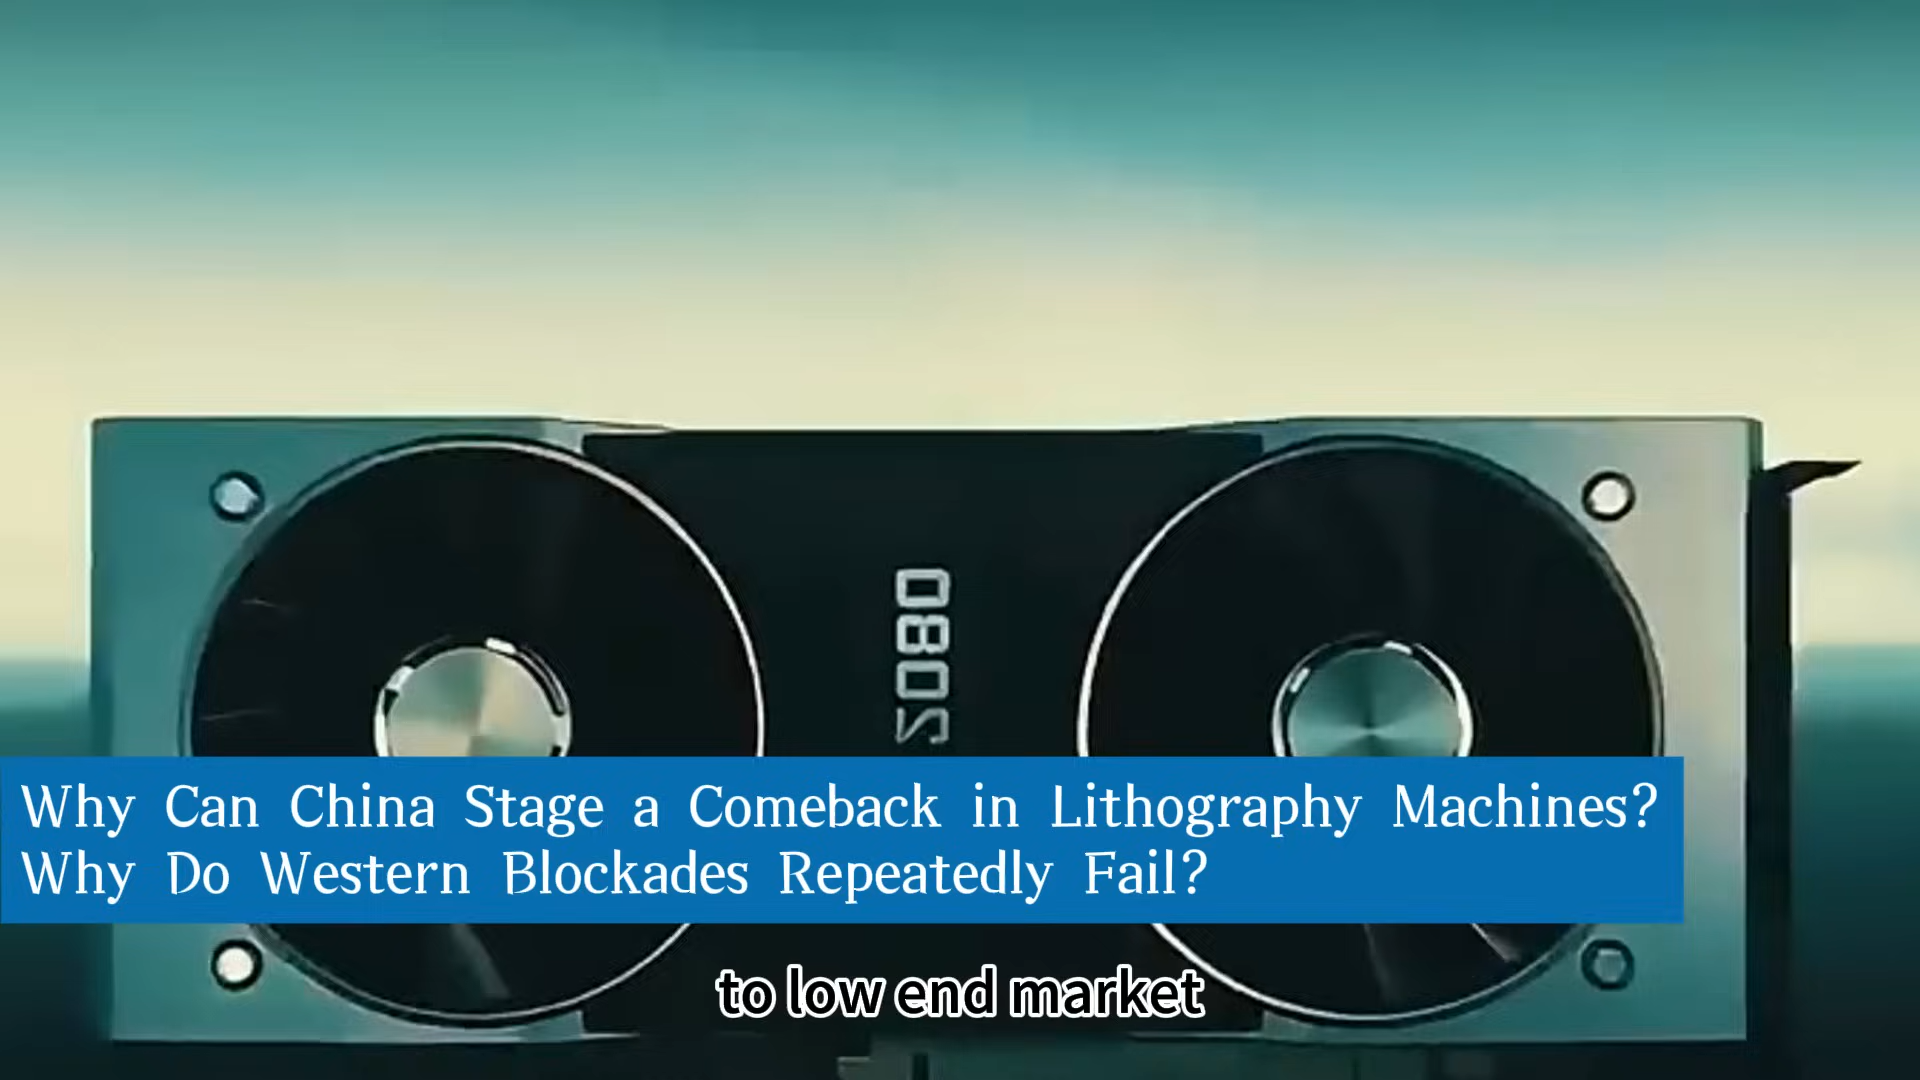 2080
Why Can China Stage a Comeback in Lithography Machines?
Why Do Western Blockades Repeatedly Fail?
to low end market